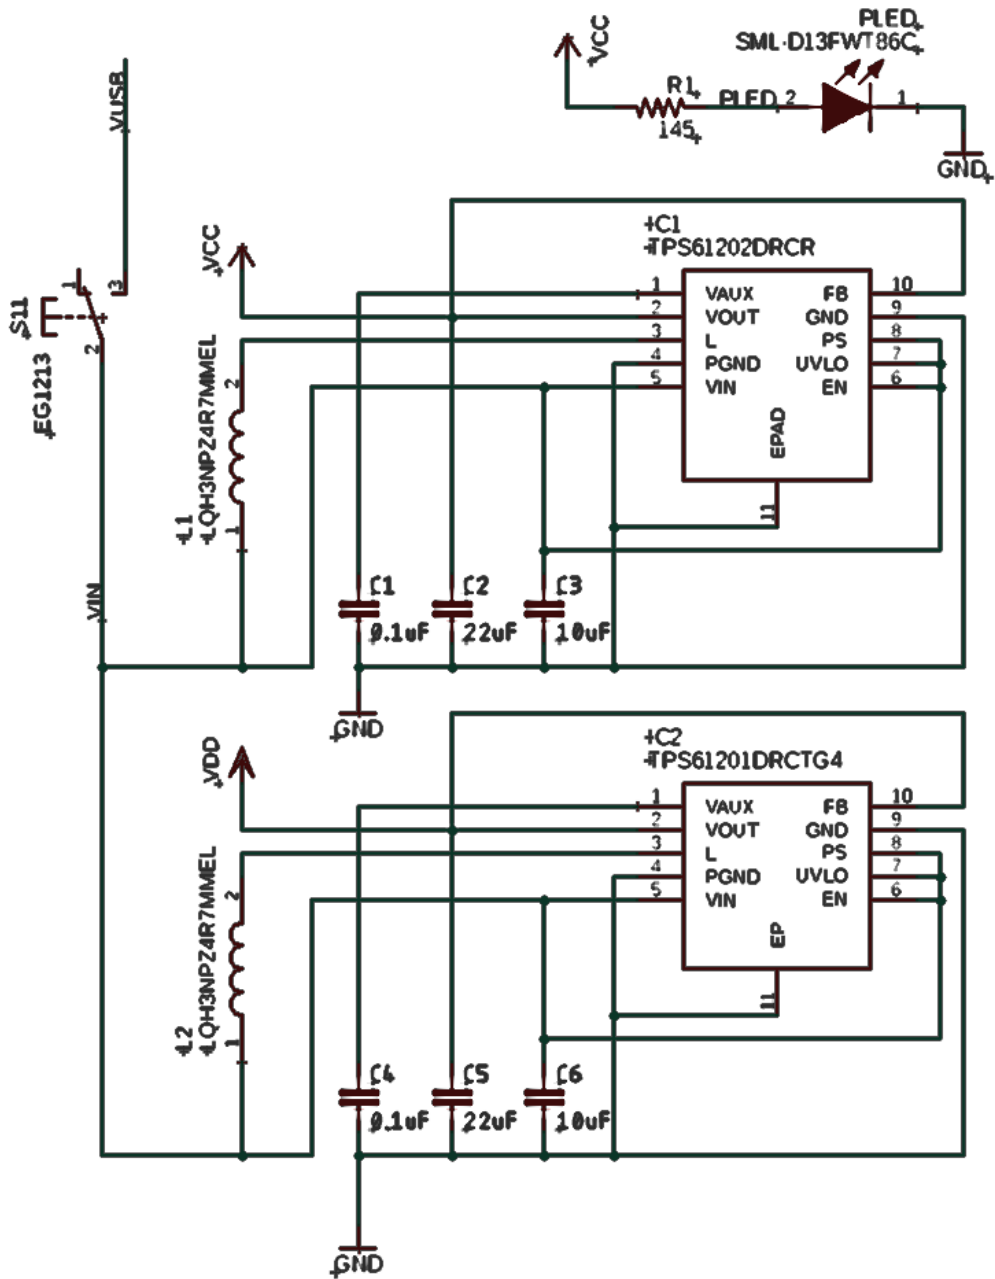 VCC
PLED
SML-D13FWT86C
R1
PLED
2
1
145
GND
VUSB
1
3
S11
EG1213
2
VIN
VCC
C1
TPS61202DRCR
1 VAUX FB 10
2 VOUT GND 9
3 L PS 8
4 PGND UVLO 7
5 VIN EN 6
EPAD
11
2
1
L1
LQH3NPZ4R7MMEL
C1
0.1uF
C2
22uF
C3
10uF
GND
VDD
C2
TPS61201DRCTG4
1 VAUX FB 10
2 VOUT GND 9
3 L PS 8
4 PGND UVLO 7
5 VIN EN 6
EP
11
2
1
L2
LQH3NPZ4R7MMEL
C4
0.1uF
C5
22uF
C6
10uF
GND